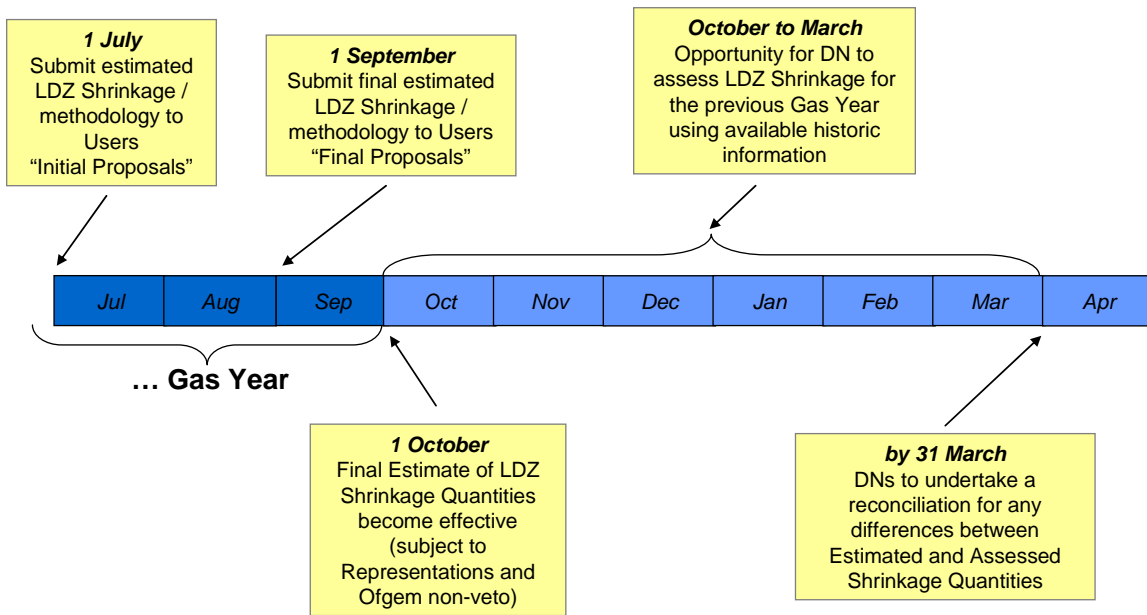 1 July
Submit estimated
LDZ Shrinkage /
methodology to
Users
“Initial Proposals”
1 September
Submit final estimated
LDZ Shrinkage /
methodology to Users
“Final Proposals”
October to March
Opportunity for DN to
assess LDZ Shrinkage for
the previous Gas Year
using available historic
information
Jul
Aug
Sep
Oct
Nov
Dec
Jan
Feb
Mar
Apr
… Gas Year
1 October
Final Estimate of LDZ
Shrinkage Quantities
become effective
(subject to
Representations and
Ofgem non-veto)
by 31 March
DNs to undertake a
reconciliation for any
differences between
Estimated and Assessed
Shrinkage Quantities